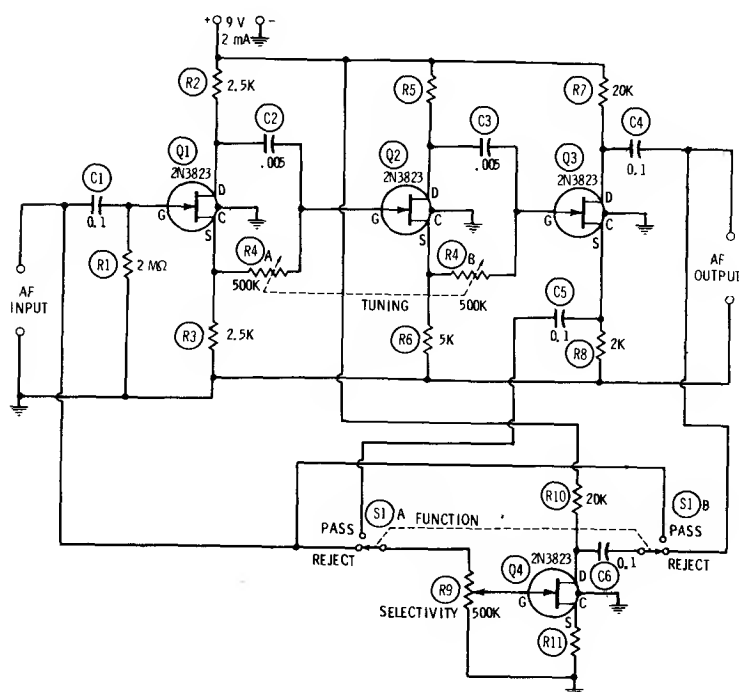 + 9 V -
2 mA
R2 2.5K
R5
R7 20K
C2
.005
C3
.005
C4
0.1
Q1
2N3823
Q2
2N3823
Q3
2N3823
C1
0.1
G D C S
G D C S
G D C S
R1 2 MΩ
R4 A
500K
R4 B
500K
TUNING
AF
INPUT
AF
OUTPUT
R3 2.5K
R6 5K
C5
0.1
R8 2K
R10 20K
S1 A FUNCTION
S1 B
PASS
REJECT
PASS
REJECT
Q4 2N3823
C6
0.1
G D C S
R9
SELECTIVITY 500K
R11